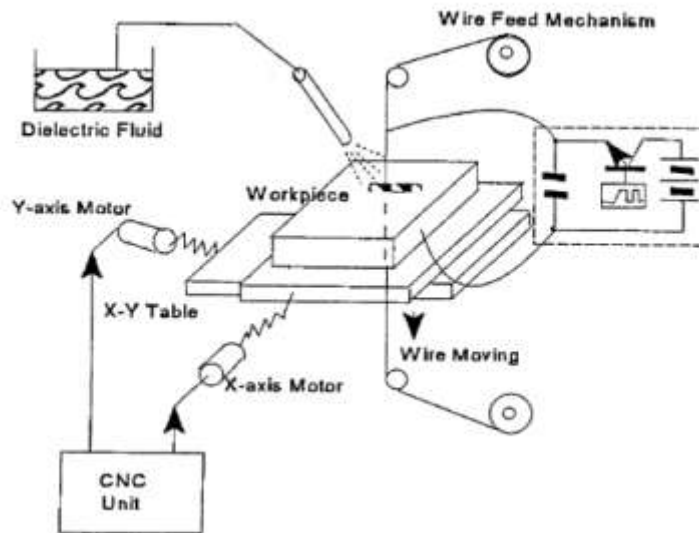 Wire Feed Mechanism
Dielectric Fluid
Workpiece
Y-axis Motor
X-Y Table
Wire Moving
X-axis Motor
CNC
Unit